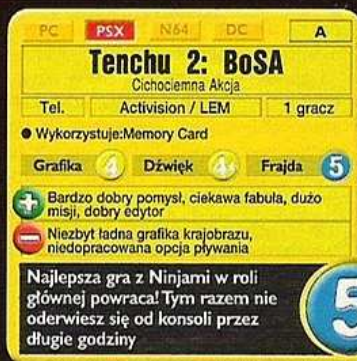 PC PSX N64 DC A
Tenchu 2: BoSA
Cichociemna Akcja
Tel. Activision / LEM 1 gracz
● Wykorzystuje:Memory Card
Grafika 4 Dźwięk 4+ Frajda 5
+ Bardzo dobry pomysł, ciekawa fabuła, dużo
misji, dobry edytor
- Niezbyt ładna grafika krajobrazu,
niedopracowana opcja pływania
Najlepsza gra z Ninjami w roli
głównej powraca! Tym razem nie
oderwiesz się od konsoli przez
długie godziny
5